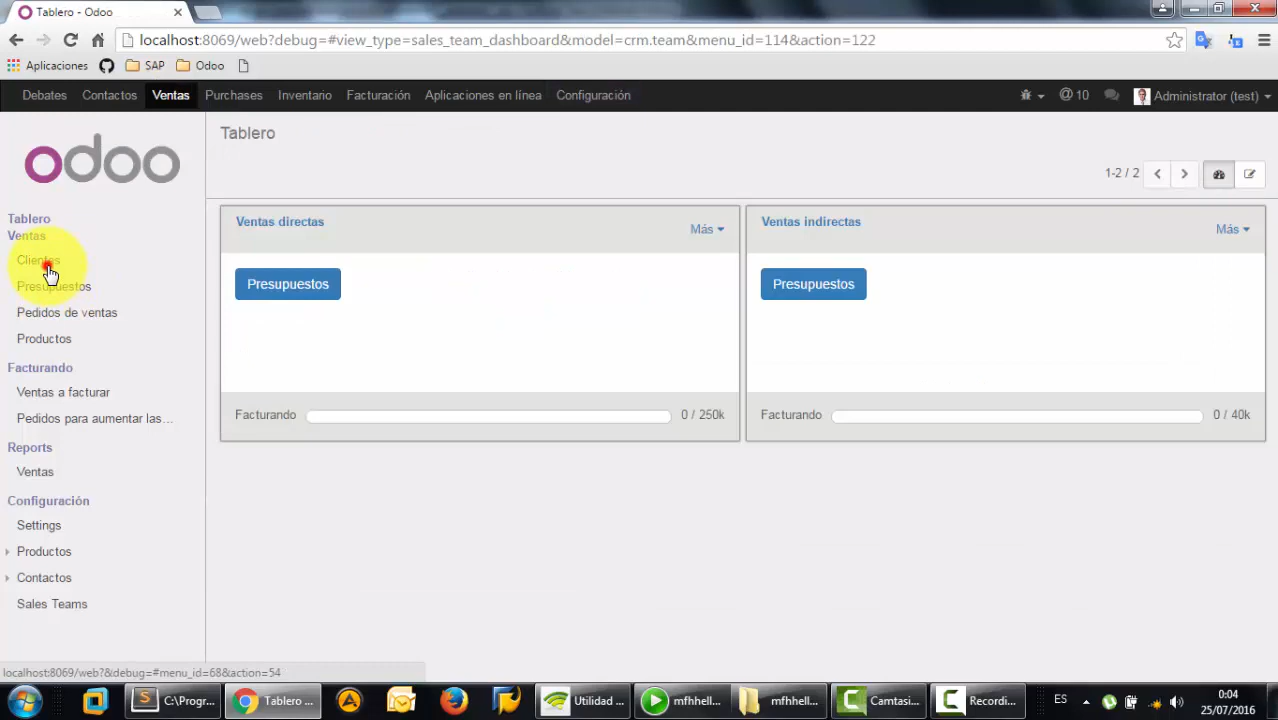 Tablero - Odoo
localhost:8069/web?debug=#view_type=sales_team_dashboard&model=crm.team&menu_id=114&action=122
Aplicaciones SAP Odoo
Debates Contactos Ventas Purchases Inventario Facturación Aplicaciones en línea Configuración @ 10 Administrator (test)
odoo
Tablero
1-2 / 2
Tablero
Ventas
Clientes
Presupuestos
Pedidos de ventas
Productos
Facturando
Ventas a facturar
Pedidos para aumentar las...
Reports
Ventas
Configuración
Settings
Productos
Contactos
Sales Teams
Ventas directas Más
Presupuestos
Facturando 0 / 250k
Ventas indirectas Más
Presupuestos
Facturando 0 / 40k
localhost:8069/web?&debug=#menu_id=68&action=54
C:\Progr... Tablero ... Utilidad ... mfhhell... mfhhell... Camtasi... Recordi... ES 0:04
25/07/2016